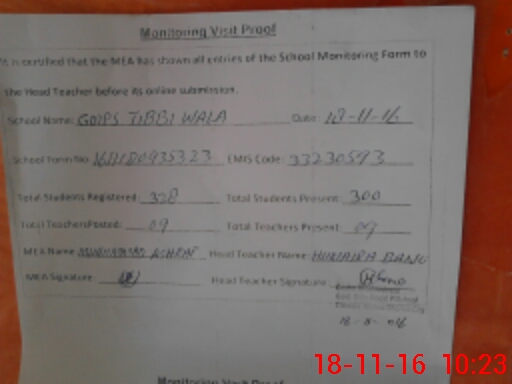 Monitoring Visit Proof
It is certified that the MEA has shown all entries of the School Monitoring Form to
the Head Teacher before its online submission.
School Name: GGPS TIBBI WALA Date: 18-11-16
School Form No: EMIS Code: 33230593
Total Students Registered: 328 Total Students Present: 300
Total Teachers Posted: 09 Total Teachers Present: 09
MEA Name: MUHAMMAD ASHRAF Head Teacher Name: HUMAIRA BANO
MEA Signature: Head Teacher Signature:
Monitoring Visit Proof
18-11-16 10:23